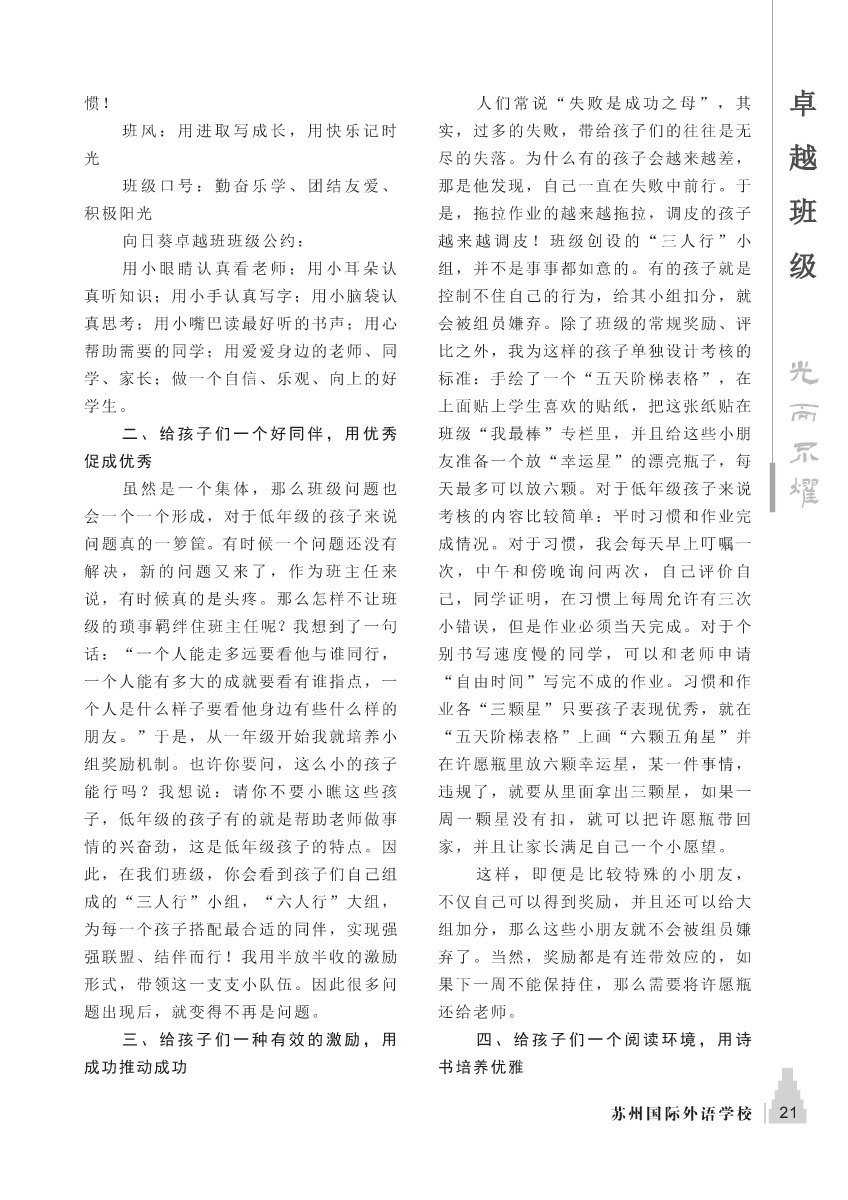 惯！
班风：用进取写成长，用快乐记时
光
班级口号：勤奋乐学、团结友爱、
积极阳光
向日葵卓越班班级公约：
用小眼睛认真看老师；用小耳朵认
真听知识；用小手认真写字；用小脑袋认
真思考；用小嘴巴读最好听的书声；用心
帮助需要的同学；用爱爱身边的老师、同
学、家长；做一个自信、乐观、向上的好
学生。
二、给孩子们一个好同伴，用优秀
促成优秀
虽然是一个集体，那么班级问题也
会一个一个形成，对于低年级的孩子来说
问题真的一箩筐。有时候一个问题还没有
解决，新的问题又来了，作为班主任来
说，有时候真的是头疼。那么怎样不让班
级的琐事羁绊住班主任呢？我想到了一句
话：“一个人能走多远要看他与谁同行，
一个人能有多大的成就要看有谁指点，一
个人是什么样子要看他身边有些什么样的
朋友。”于是，从一年级开始我就培养小
组奖励机制。也许你要问，这么小的孩子
能行吗？我想说：请你不要小瞧这些孩
子，低年级的孩子有的就是帮助老师做事
情的兴奋劲，这是低年级孩子的特点。因
此，在我们班级，你会看到孩子们自己组
成的“三人行”小组，“六人行”大组，
为每一个孩子搭配最合适的同伴，实现强
强联盟、结伴而行！我用半放半收的激励
形式，带领这一支支小队伍。因此很多问
题出现后，就变得不再是问题。
三、给孩子们一种有效的激励，用
成功推动成功
人们常说“失败是成功之母”，其
实，过多的失败，带给孩子们的往往是无
尽的失落。为什么有的孩子会越来越差，
那是他发现，自己一直在失败中前行。于
是，拖拉作业的越来越拖拉，调皮的孩子
越来越调皮！班级创设的“三人行”小
组，并不是事事都如意的。有的孩子就是
控制不住自己的行为，给其小组扣分，就
会被组员嫌弃。除了班级的常规奖励、评
比之外，我为这样的孩子单独设计考核的
标准：手绘了一个“五天阶梯表格”，在
上面贴上学生喜欢的贴纸，把这张纸贴在
班级“我最棒”专栏里，并且给这些小朋
友准备一个放“幸运星”的漂亮瓶子，每
天最多可以放六颗。对于低年级孩子来说
考核的内容比较简单：平时习惯和作业完
成情况。对于习惯，我会每天早上叮嘱一
次，中午和傍晚询问两次，自己评价自
己，同学证明，在习惯上每周允许有三次
小错误，但是作业必须当天完成。对于个
别书写速度慢的同学，可以和老师申请
“自由时间”写完不成的作业。习惯和作
业各“三颗星”只要孩子表现优秀，就在
“五天阶梯表格”上画“六颗五角星”并
在许愿瓶里放六颗幸运星，某一件事情，
违规了，就要从里面拿出三颗星，如果一
周一颗星没有扣，就可以把许愿瓶带回
家，并且让家长满足自己一个小愿望。
这样，即便是比较特殊的小朋友，
不仅自己可以得到奖励，并且还可以给大
组加分，那么这些小朋友就不会被组员嫌
弃了。当然，奖励都是有连带效应的，如
果下一周不能保持住，那么需要将许愿瓶
还给老师。
四、给孩子们一个阅读环境，用诗
书培养优雅
卓越班级
光而不耀
苏州国际外语学校
21